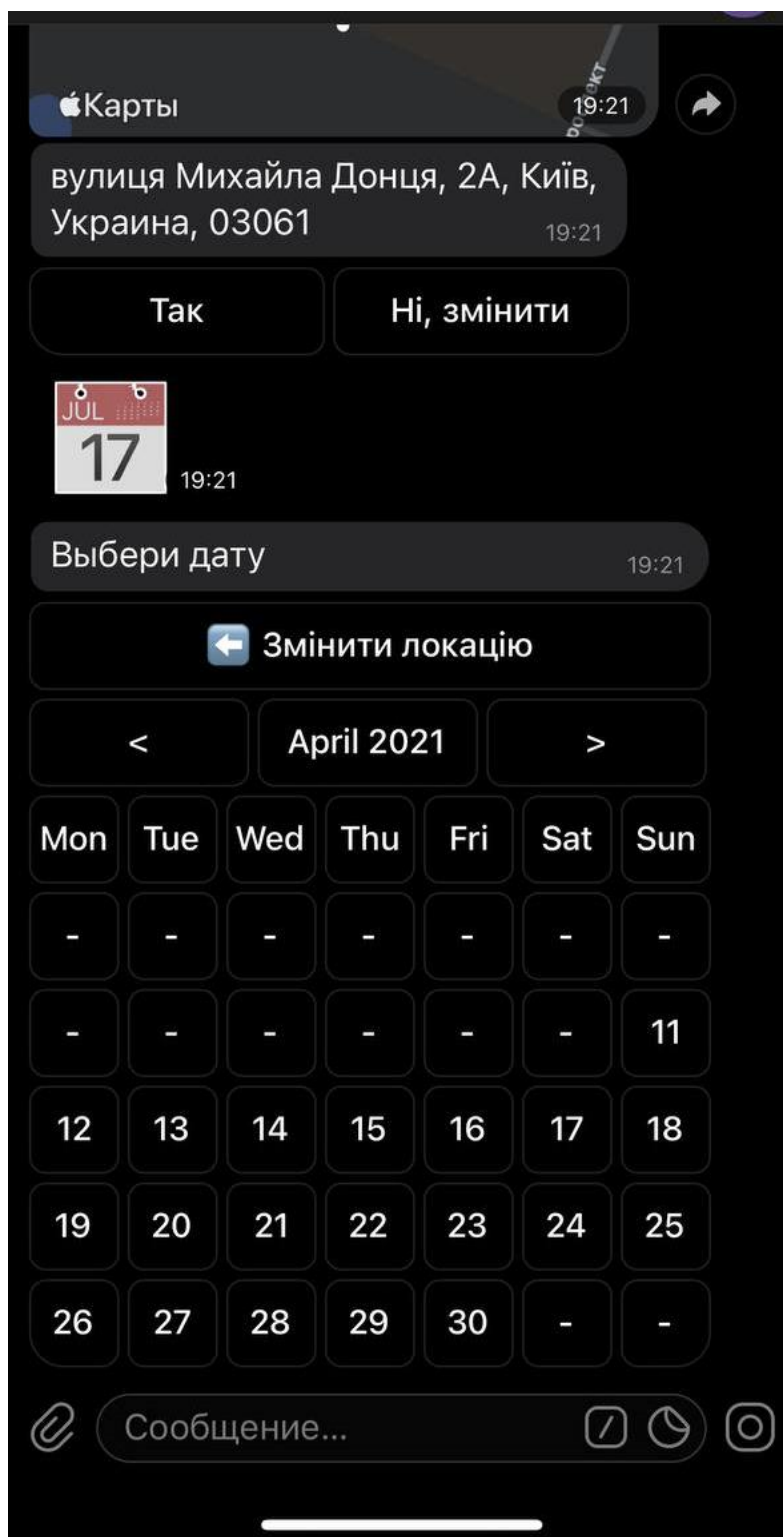 Карты
19:21
вулиця Михайла Донця, 2А, Київ,
Украина, 03061
19:21
Так Ні, змінити
JUL
17
19:21
Выбери дату
19:21
Змінити локацію
< April 2021 >
Mon Tue Wed Thu Fri Sat Sun
- - - - - - -
- - - - - - 11
12 13 14 15 16 17 18
19 20 21 22 23 24 25
26 27 28 29 30 - -
Сообщение...